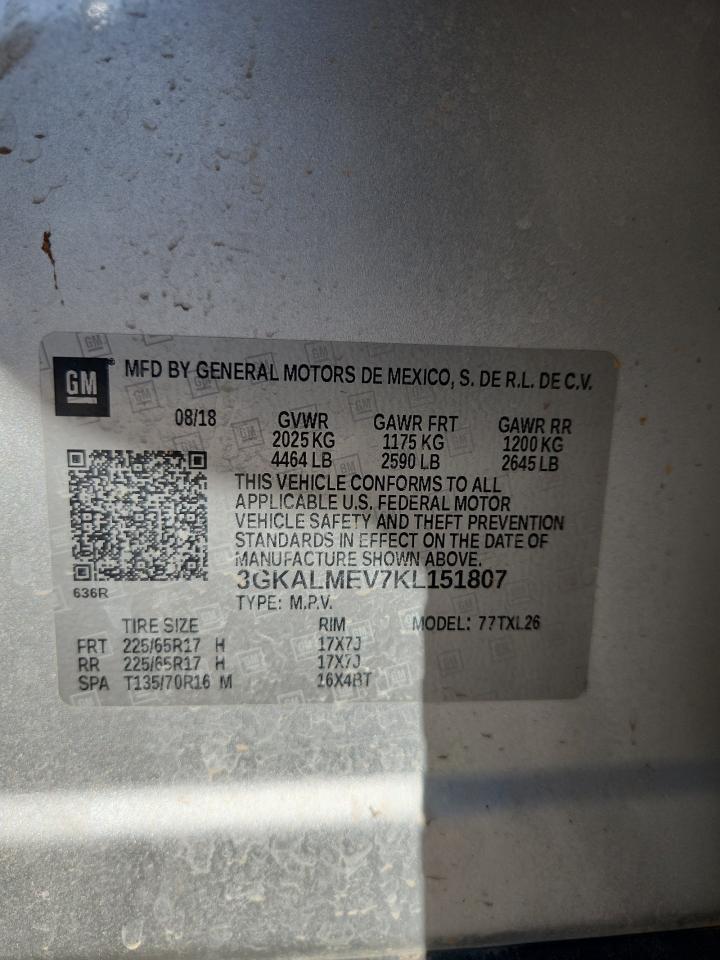 GM ® MFD BY GENERAL MOTORS DE MEXICO, S. DE R.L. DE C.V.
08/18 GVWR GAWR FRT GAWR RR
2025 KG 1175 KG 1200 KG
4464 LB 2590 LB 2645 LB
THIS VEHICLE CONFORMS TO ALL
APPLICABLE U.S. FEDERAL MOTOR
VEHICLE SAFETY AND THEFT PREVENTION
STANDARDS IN EFFECT ON THE DATE OF
MANUFACTURE SHOWN ABOVE.
3GKALMEV7KL151807
636R
TYPE: M.P.V.
TIRE SIZE RIM MODEL: 77TXL26
FRT 225/65R17 H 17X7J
RR 225/65R17 H 17X7J
SPA T135/70R16 M 16X4BT